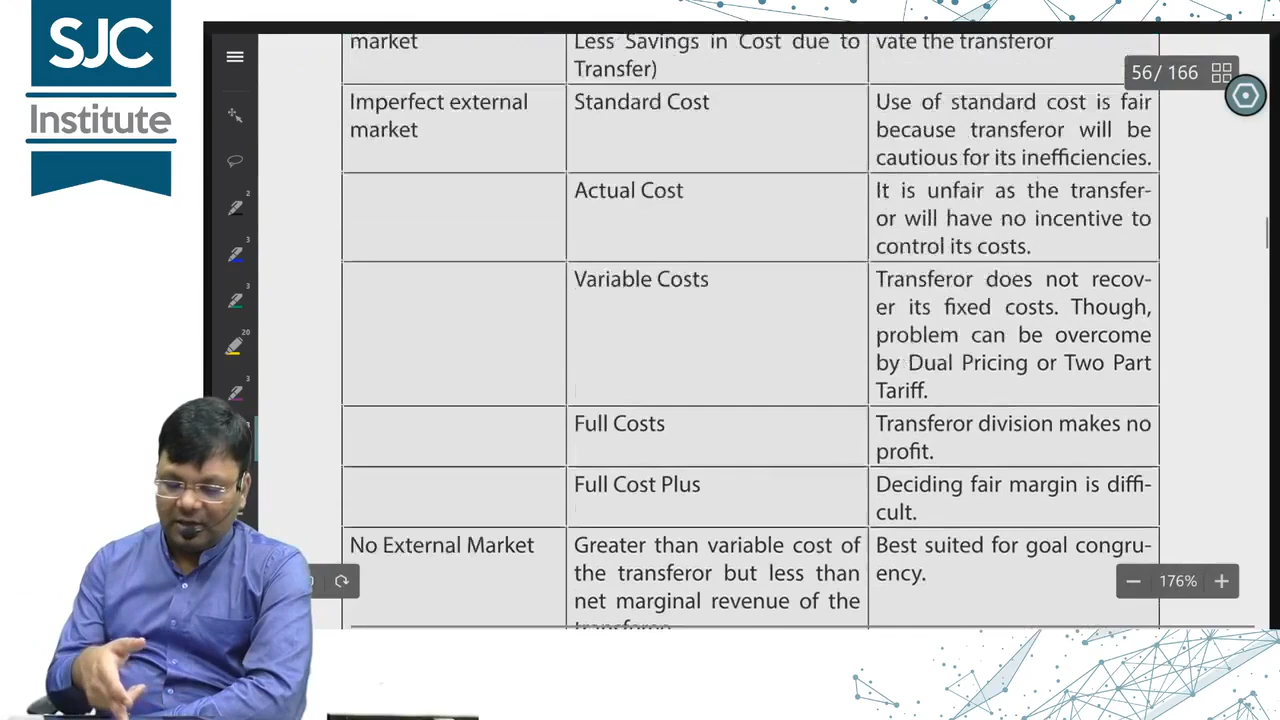 SJC
Institute
market
Less Savings in Cost due to
Transfer)
vate the transferor
56/ 166
Imperfect external
market
Standard Cost
Use of standard cost is fair
because transferor will be
cautious for its inefficiencies.
Actual Cost
It is unfair as the transfer-
or will have no incentive to
control its costs.
Variable Costs
Transferor does not recov-
er its fixed costs. Though,
problem can be overcome
by Dual Pricing or Two Part
Tariff.
Full Costs
Transferor division makes no
profit.
Full Cost Plus
Deciding fair margin is diffi-
cult.
No External Market
Greater than variable cost of
the transferor but less than
net marginal revenue of the
transferee
Best suited for goal congru-
ency.
2
3
3
20
3
176%